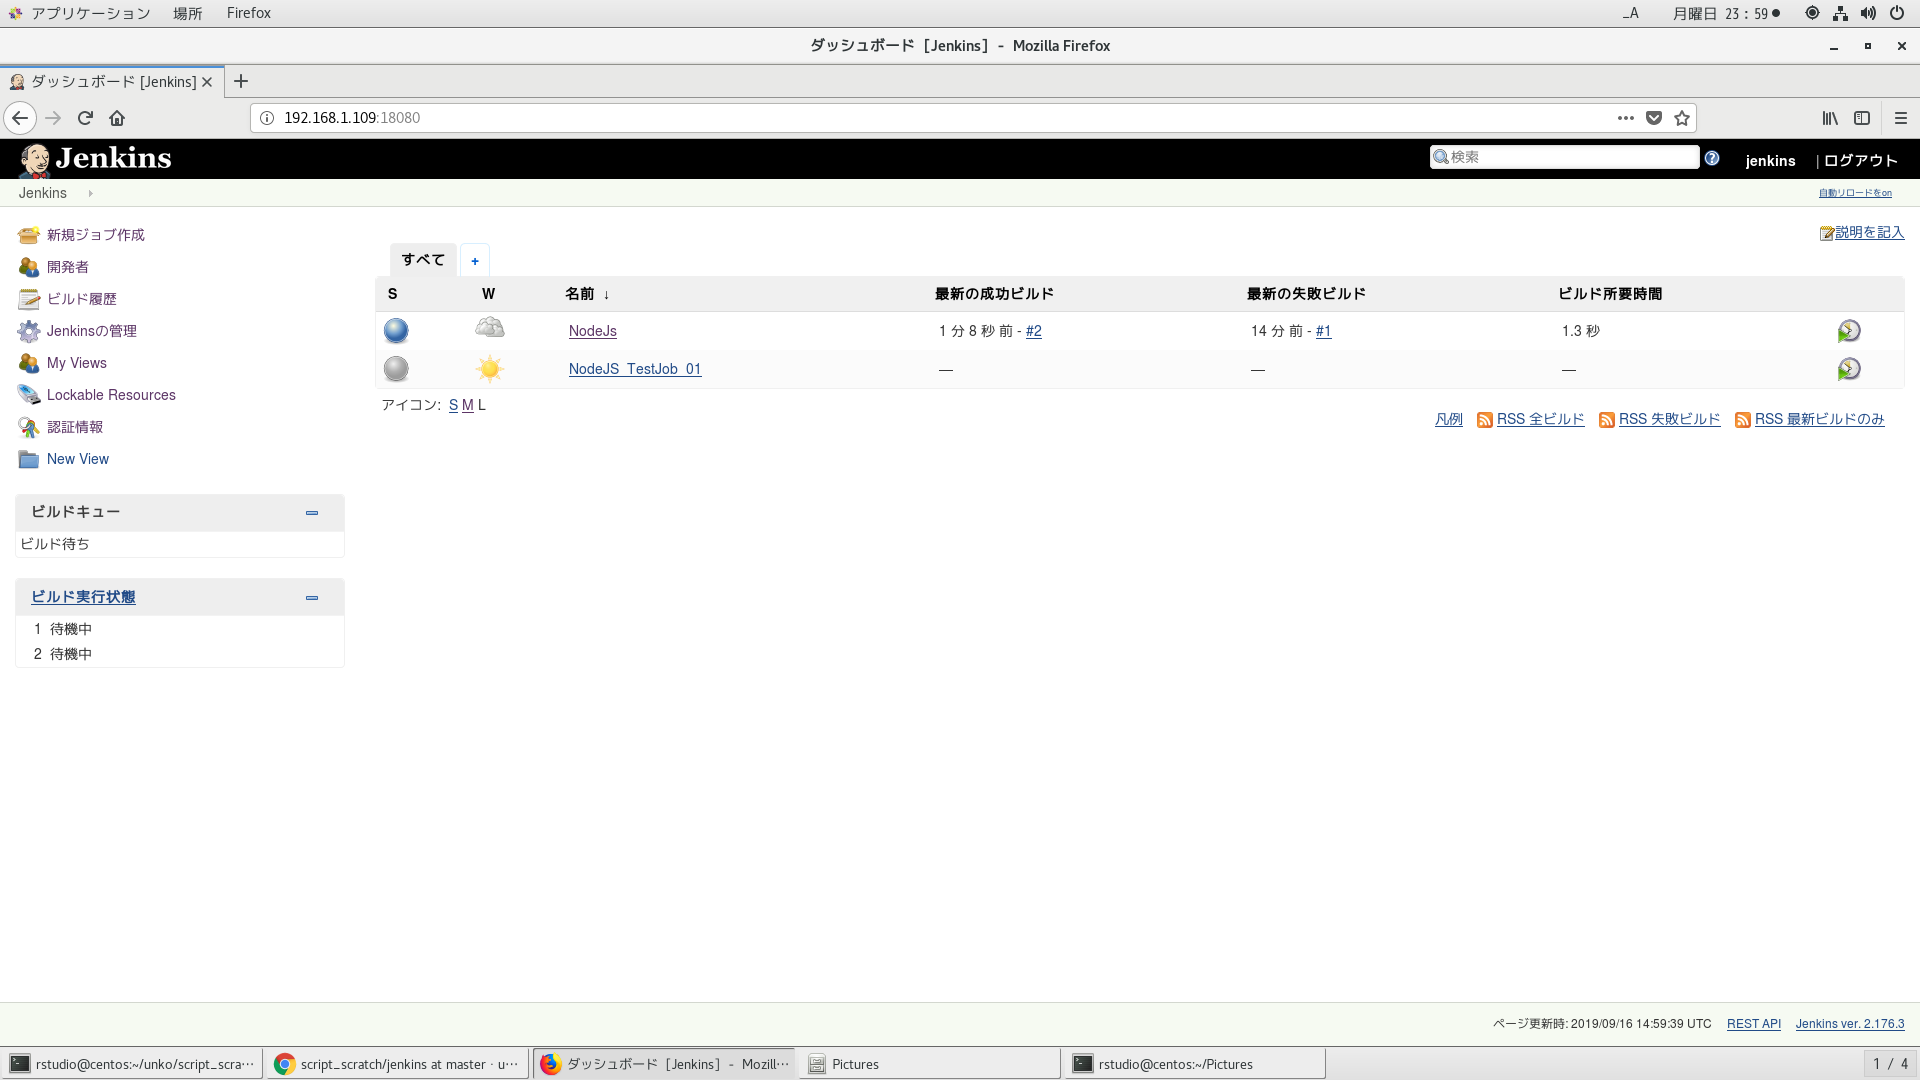 アプリケーション 場所 Firefox _A 月曜日 23：59
ダッシュボード [Jenkins] - Mozilla Firefox
ダッシュボード [Jenkins]
192.168.1.109:18080
Jenkins 検索 jenkins | ログアウト
Jenkins 自動リロードをon
新規ジョブ作成
開発者
ビルド履歴
Jenkinsの管理
My Views
Lockable Resources
認証情報
New View
ビルドキュー
ビルド待ち
ビルド実行状態
1 待機中
2 待機中
説明を記入
すべて +
S W 名前 ↓ 最新の成功ビルド 最新の失敗ビルド ビルド所要時間
NodeJs 1 分 8 秒 前 - #2 14 分 前 - #1 1.3 秒
NodeJS_TestJob_01 — — —
アイコン: S M L
凡例 RSS 全ビルド RSS 失敗ビルド RSS 最新ビルドのみ
ページ更新時: 2019/09/16 14:59:39 UTC REST API Jenkins ver. 2.176.3
rstudio@centos:~/unko/script_scra… script_scratch/jenkins at master · u… ダッシュボード [Jenkins] - Mozill… Pictures rstudio@centos:~/Pictures 1 / 4